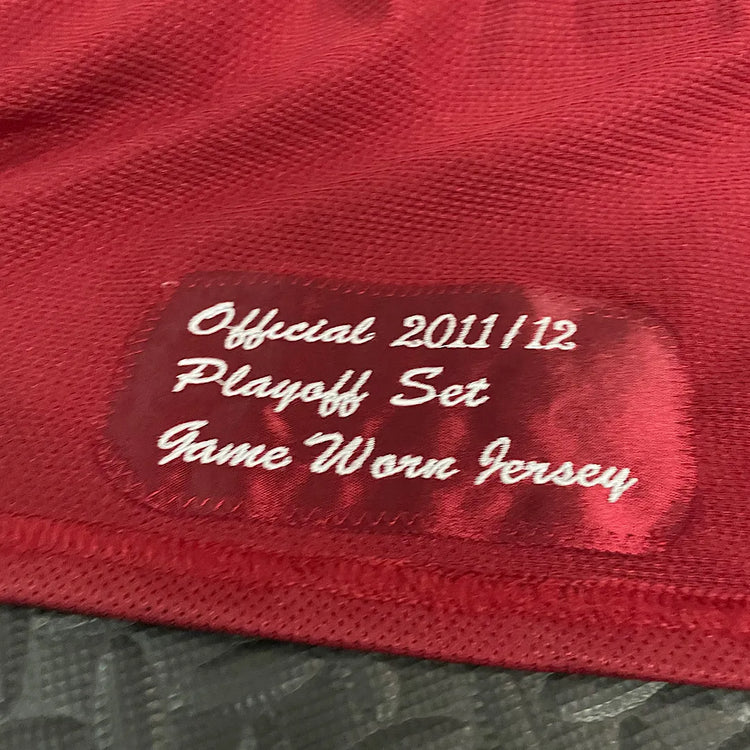 Official 2011/12
Playoff Set
Game Worn Jersey